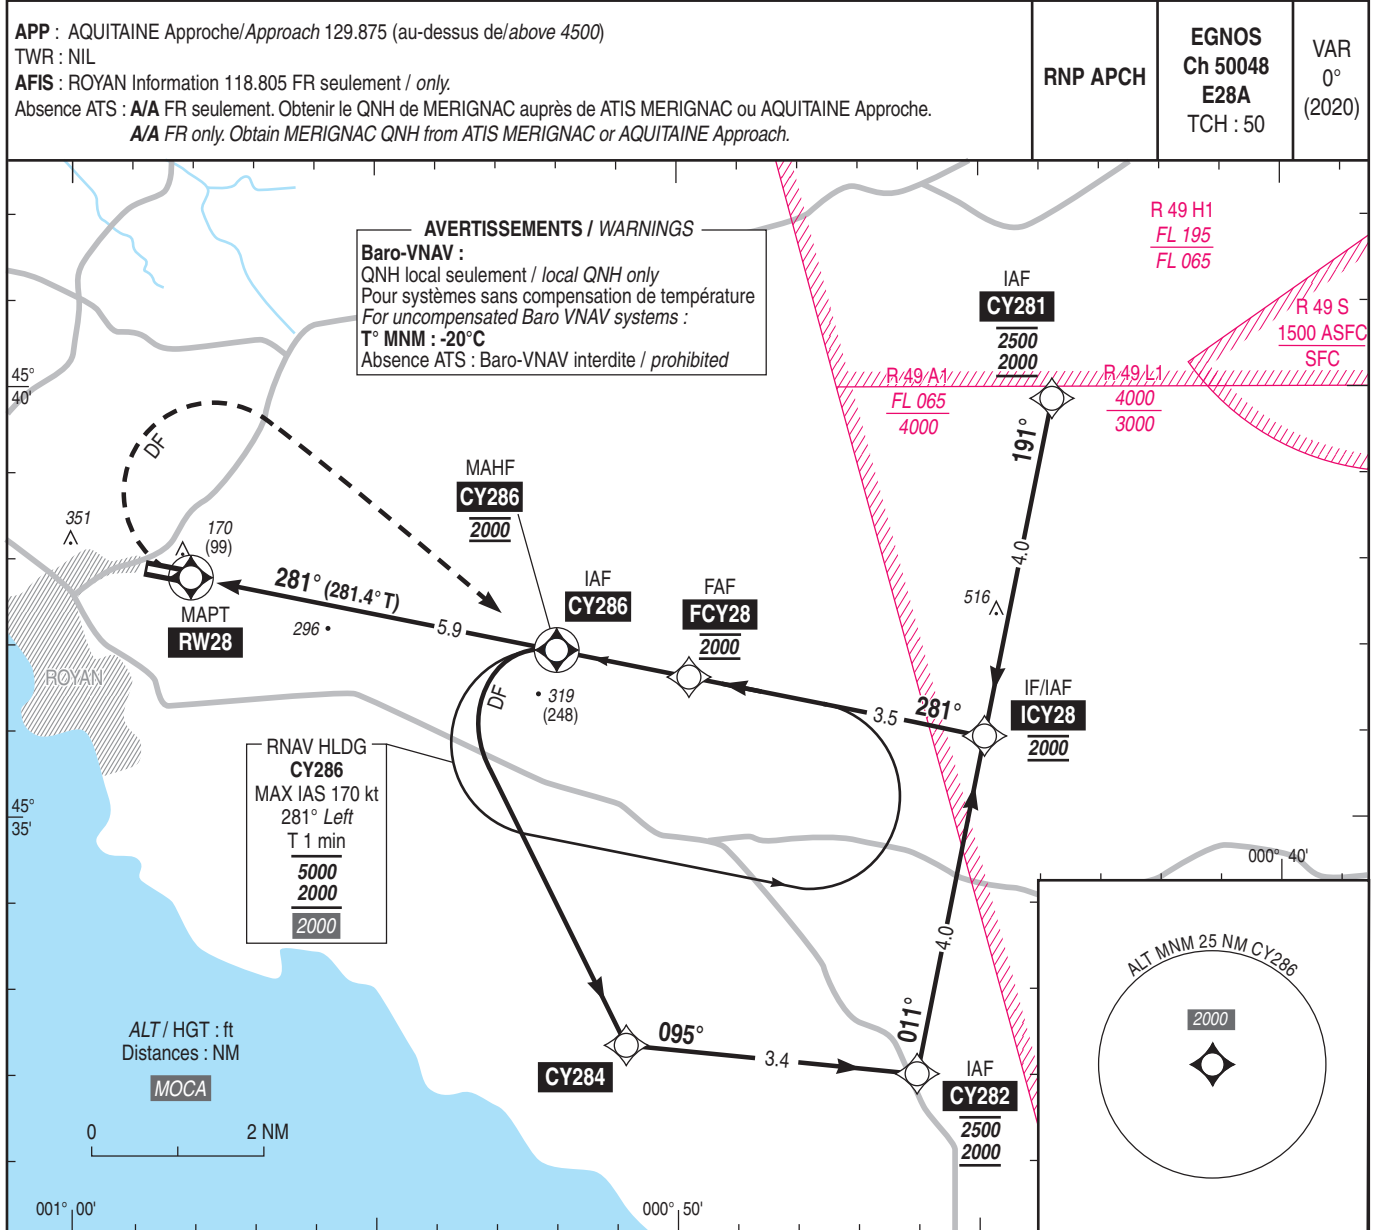 APP : AQUITAINE Approche/Approach 129.875 (au-dessus de/above 4500)
TWR : NIL
AFIS : ROYAN Information 118.805 FR seulement / only.
Absence ATS : A/A FR seulement. Obtenir le QNH de MERIGNAC auprès de ATIS MERIGNAC ou AQUITAINE Approche.
A/A FR only. Obtain MERIGNAC QNH from ATIS MERIGNAC or AQUITAINE Approach.
RNP APCH
EGNOS
Ch 50048
E28A
TCH : 50
VAR
0°
(2020)
AVERTISSEMENTS / WARNINGS
Baro-VNAV :
QNH local seulement / local QNH only
Pour systèmes sans compensation de température
For uncompensated Baro VNAV systems :
T° MNM : -20°C
Absence ATS : Baro-VNAV interdite / prohibited
R 49 H1
FL 195
FL 065
IAF
CY281
2500
2000
R 49 S
1500 ASFC
SFC
R 49 A1
FL 065
4000
R 49 L1
4000
3000
45°
40'
DF
191°
MAHF
CY286
2000
351
170
(99)
4.0
281° (281.4° T)
IAF
CY286
FAF
FCY28
2000
516
MAPT
RW28
296
5.9
ROYAN
DF
319
(248)
3.5
281°
IF/IAF
ICY28
2000
RNAV HLDG
CY286
MAX IAS 170 kt
281° Left
T 1 min
5000
2000
2000
45°
35'
000° 40'
4.0
ALT MNM 25 NM CY286
2000
ALT / HGT : ft
Distances : NM
MOCA
095°
011°
3.4
CY284
IAF
CY282
2500
2000
0
2 NM
001° 00'
000° 50'